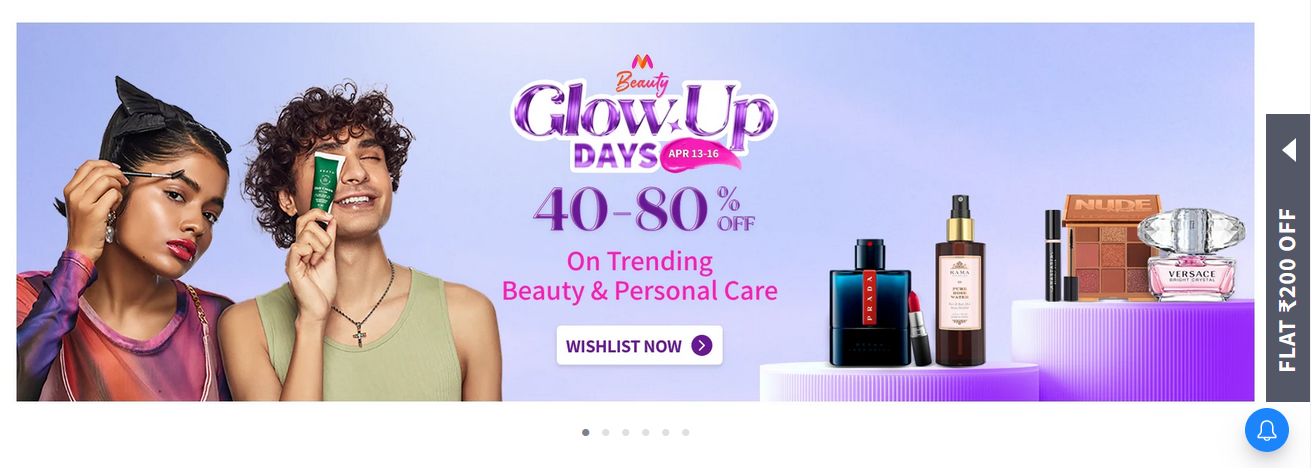 Beauty
Glow Up
DAYS
APR 13-16
40-80% OFF
On Trending
Beauty & Personal Care
WISHLIST NOW
PRADA
KAMA
PURE
ROSE
WATER
NUDE
VERSACE
BRIGHT CRYSTAL
FLAT ₹200 OFF